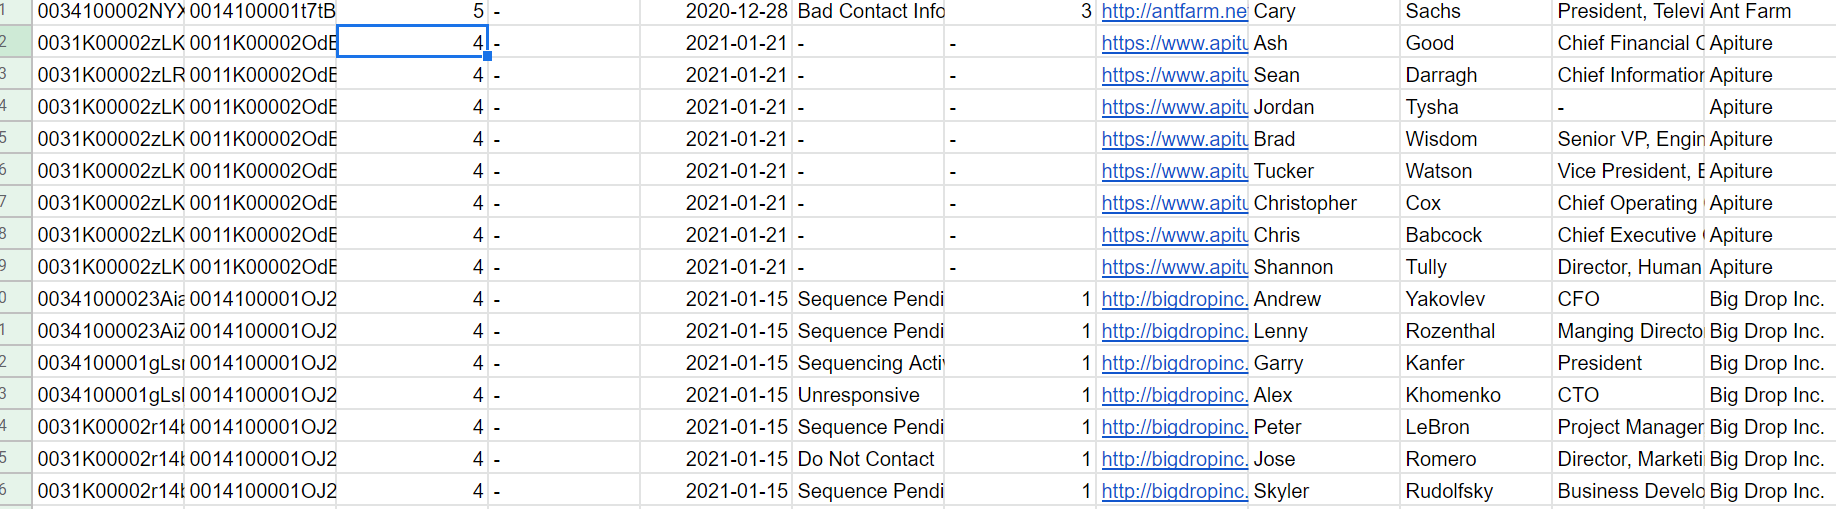 1 0034100002NYX 0014100001t7tB 5 - 2020-12-28 Bad Contact Info 3 http://antfarm.ne Cary Sachs President, Televi Ant Farm
2 0031K00002zLK 0011K00002OdE 4 - 2021-01-21 - - https://www.apitu Ash Good Chief Financial C Apiture
3 0031K00002zLR 0011K00002OdE 4 - 2021-01-21 - - https://www.apitu Sean Darragh Chief Information Apiture
4 0031K00002zLK 0011K00002OdE 4 - 2021-01-21 - - https://www.apitu Jordan Tysha - Apiture
5 0031K00002zLK 0011K00002OdE 4 - 2021-01-21 - - https://www.apitu Brad Wisdom Senior VP, Engin Apiture
6 0031K00002zLK 0011K00002OdE 4 - 2021-01-21 - - https://www.apitu Tucker Watson Vice President, E Apiture
7 0031K00002zLK 0011K00002OdE 4 - 2021-01-21 - - https://www.apitu Christopher Cox Chief Operating Apiture
8 0031K00002zLK 0011K00002OdE 4 - 2021-01-21 - - https://www.apitu Chris Babcock Chief Executive Apiture
9 0031K00002zLK 0011K00002OdE 4 - 2021-01-21 - - https://www.apitu Shannon Tully Director, Human Apiture
0 00341000023Aia 0014100001OJ2 4 - 2021-01-15 Sequence Pendi 1 http://bigdropinc. Andrew Yakovlev CFO Big Drop Inc.
1 00341000023AiZ 0014100001OJ2 4 - 2021-01-15 Sequence Pendi 1 http://bigdropinc. Lenny Rozenthal Manging Directo Big Drop Inc.
2 0034100001gLsr 0014100001OJ2 4 - 2021-01-15 Sequencing Activ 1 http://bigdropinc. Garry Kanfer President Big Drop Inc.
3 0034100001gLsl 0014100001OJ2 4 - 2021-01-15 Unresponsive 1 http://bigdropinc. Alex Khomenko CTO Big Drop Inc.
4 0031K00002r14b 0014100001OJ2 4 - 2021-01-15 Sequence Pendi 1 http://bigdropinc. Peter LeBron Project Manager Big Drop Inc.
5 0031K00002r14b 0014100001OJ2 4 - 2021-01-15 Do Not Contact 1 http://bigdropinc. Jose Romero Director, Marketi Big Drop Inc.
6 0031K00002r14b 0014100001OJ2 4 - 2021-01-15 Sequence Pendi 1 http://bigdropinc. Skyler Rudolfsky Business Develo Big Drop Inc.